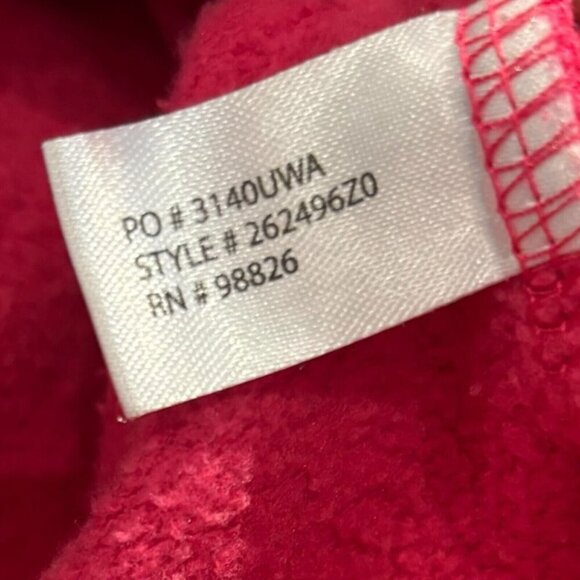 PO # 3140UWA
STYLE # 262496Z0
RN # 98826